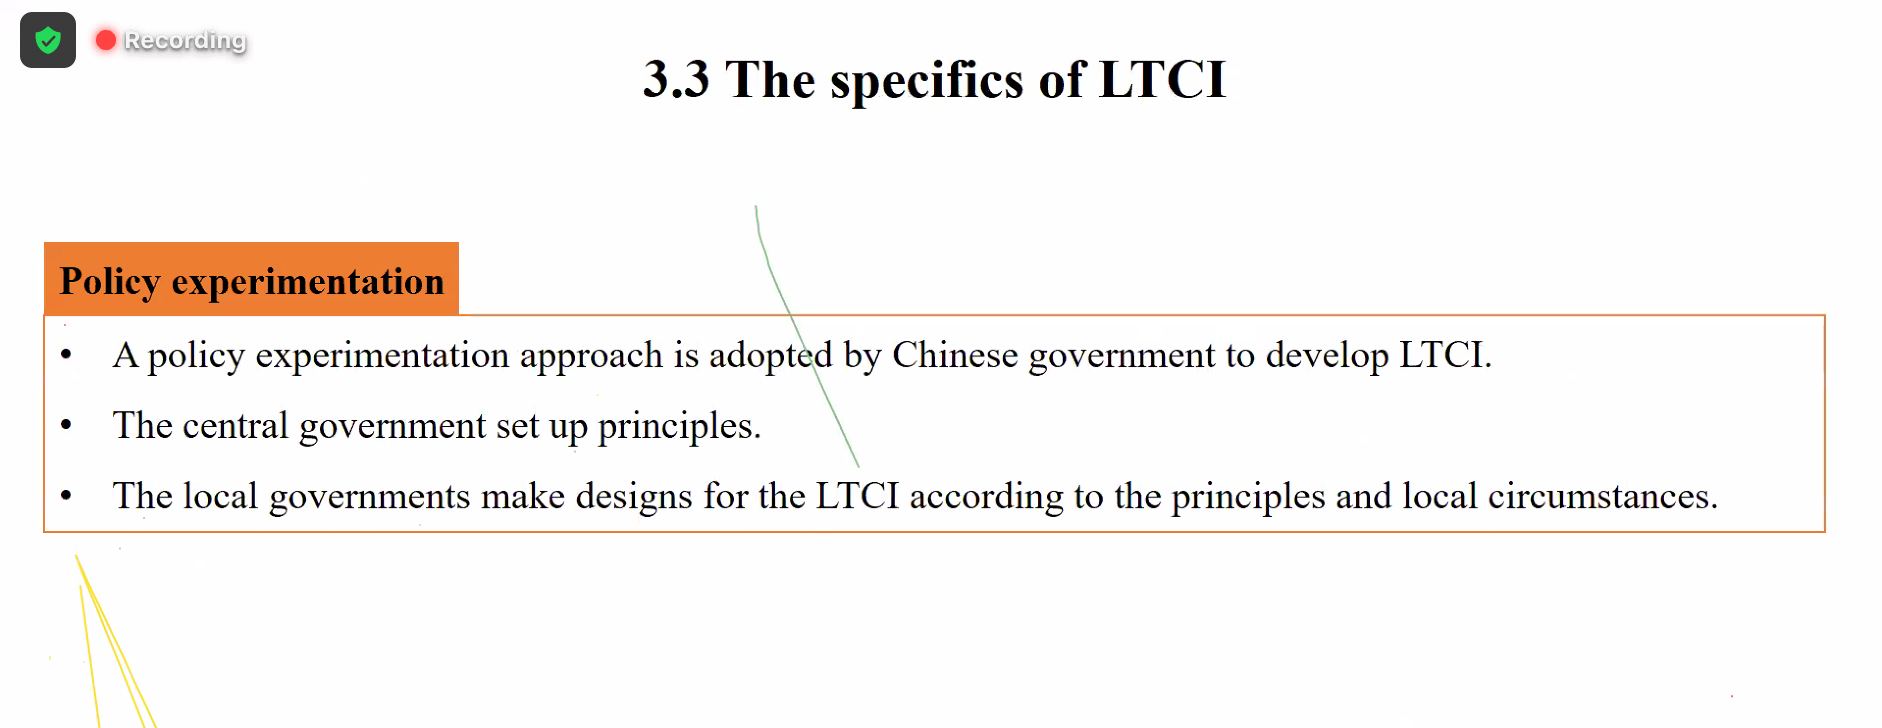 Recording
3.3 The specifics of LTCI
Policy experimentation
• A policy experimentation approach is adopted by Chinese government to develop LTCI.
• The central government set up principles.
• The local governments make designs for the LTCI according to the principles and local circumstances.